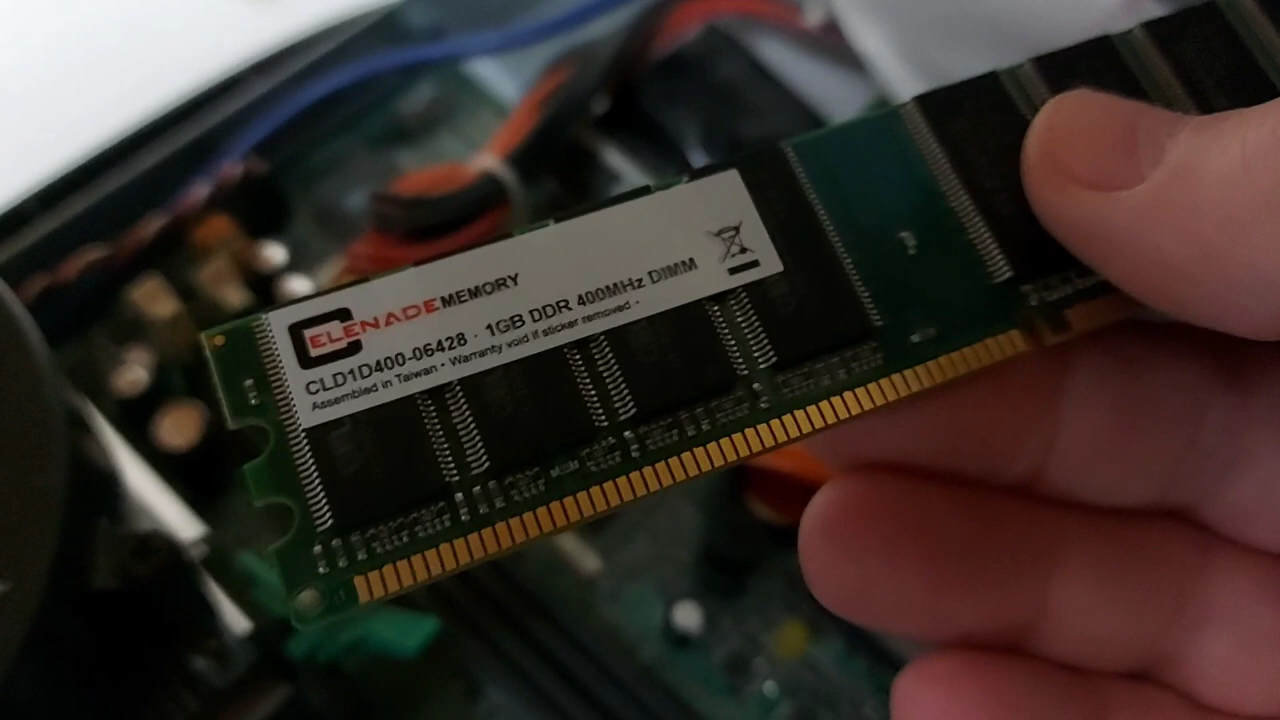 CELENADEMEMORY
CLD1D400-06428 · 1GB DDR 400MHz DIMM
Assembled in Taiwan - Warranty void if sticker removed -